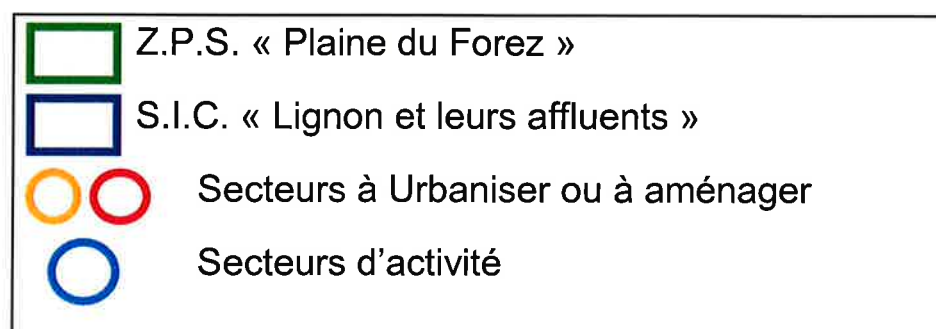 Z.P.S. « Plaine du Forez »
S.I.C. « Lignon et leurs affluents »
Secteurs à Urbaniser ou à aménager
Secteurs d’activité